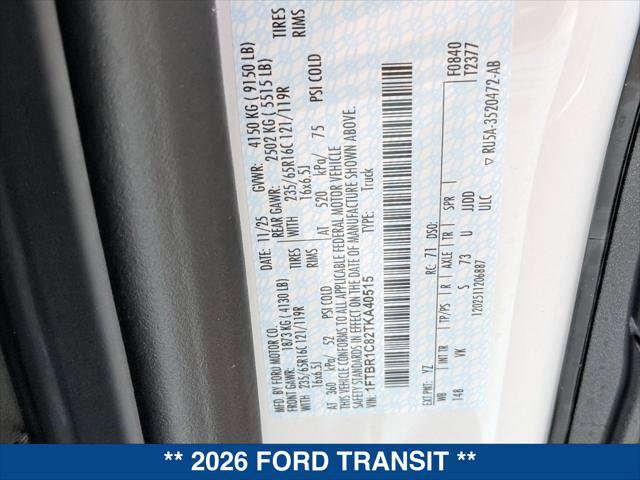 MFD. BY FORD MOTOR CO.
DATE: 11/25 GVWR: 4150 KG ( 9150 LB)
FRONT GAWR: 1873 KG ( 4130 LB) REAR GAWR: 2502 KG ( 5515 LB)
WITH 235/65R16C 121/119R TIRES WITH 235/65R16C 121/119R TIRES
16x6.5J RIMS 16x6.5J RIMS
AT 360 kPa/ 52 PSI COLD AT 520 kPa/ 75 PSI COLD
THIS VEHICLE CONFORMS TO ALL APPLICABLE FEDERAL MOTOR VEHICLE
SAFETY STANDARDS IN EFFECT ON THE DATE OF MANUFACTURE SHOWN ABOVE.
VIN: 1FTBR1C82TKA40515 TYPE: Truck
F0840
T2377
EXT PNT: YZ RC: 71 DSO:
WB INT TR TP/PS R AXLE TR SPR
148 VK S 73 U JJDD
ULC
1202511206887
RU5A-3520472-AB
** 2026 FORD TRANSIT **